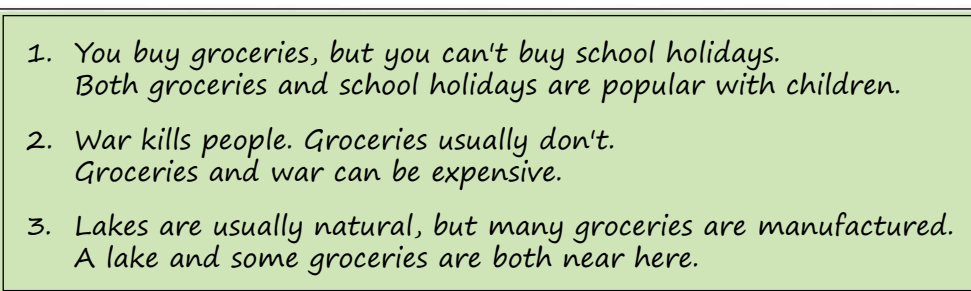 1. You buy groceries, but you can't buy school holidays.
Both groceries and school holidays are popular with children.
2. War kills people. Groceries usually don't.
Groceries and war can be expensive.
3. Lakes are usually natural, but many groceries are manufactured.
A lake and some groceries are both near here.